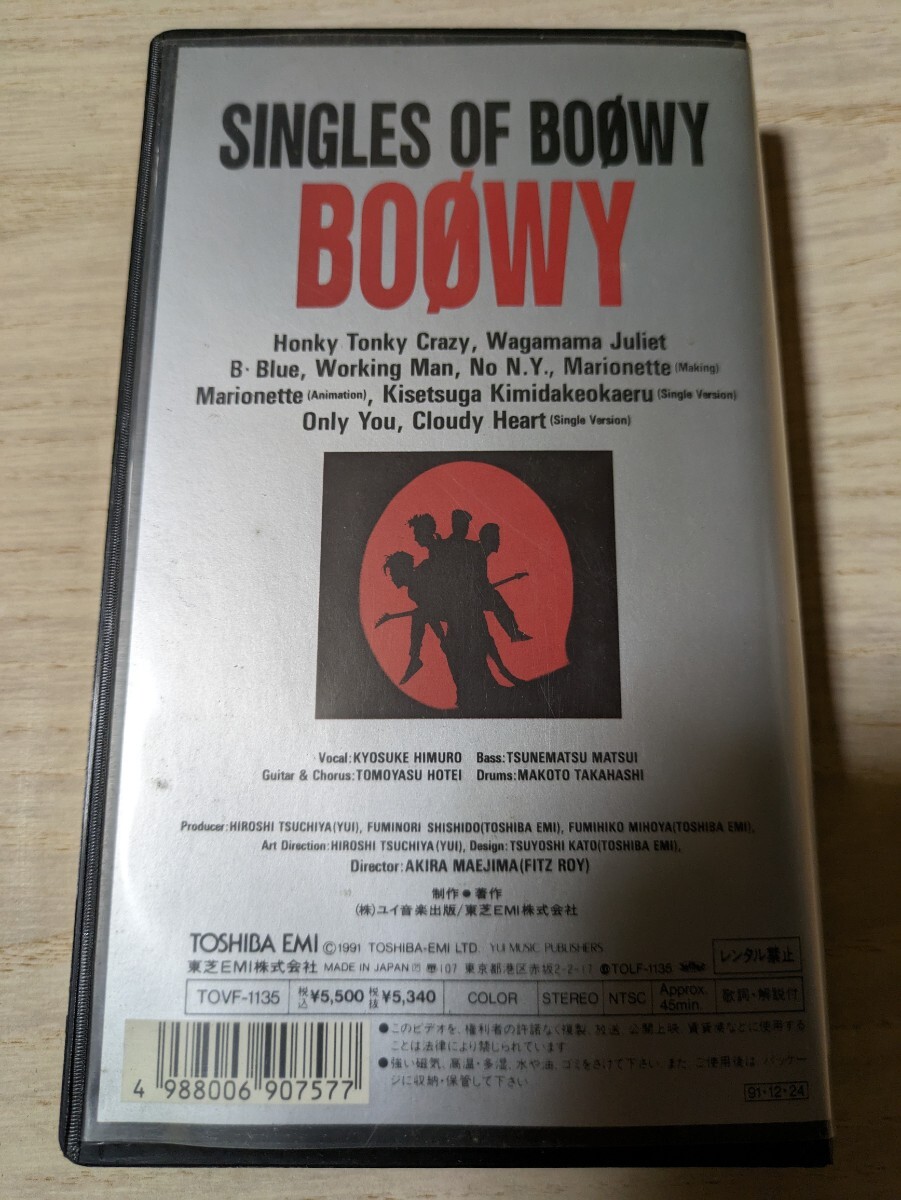 SINGLES OF BOØWY
BOØWY
Honky Tonky Crazy, Wagamama Juliet
B・Blue, Working Man, No N.Y., Marionette (Making)
Marionette (Animation), Kisetsuga Kimidakeokaeru (Single Version)
Only You, Cloudy Heart (Single Version)
Vocal:KYOSUKE HIMURO Bass:TSUNEMATSU MATSUI
Guitar & Chorus:TOMOYASU HOTEI Drums:MAKOTO TAKAHASHI
Producer:HIROSHI TSUCHIYA(YUI), FUMINORI SHISHIDO(TOSHIBA EMI), FUMIHIKO MIHOYA(TOSHIBA EMI),
Art Direction:HIROSHI TSUCHIYA(YUI), Design:TSUYOSHI KATO(TOSHIBA EMI),
Director:AKIRA MAEJIMA(FITZ ROY)
制作●著作
(株)ユイ音楽出版/東芝EMI株式会社
TOSHIBA EMI ©1991 TOSHIBA-EMI LTD. YUI MUSIC PUBLISHERS
東芝EMI株式会社 MADE IN JAPAN 107 東京都港区赤坂2-2-17 TOLF-1135
レンタル禁止
TOVF-1135 税込¥5,500 税抜¥5,340 COLOR STEREO NTSC Approx. 45min. 歌詞・解説付
●このビデオを、権利者の許諾なく複製、放送、公開上映、賃貸業などに使用する
ことは法律により禁じられています
●強い磁気、高温・多湿、水や油、ゴミをさけて下さい また、ご使用後は パッケー
ジに収納・保管して下さい
4 988006 907577
91・12・24